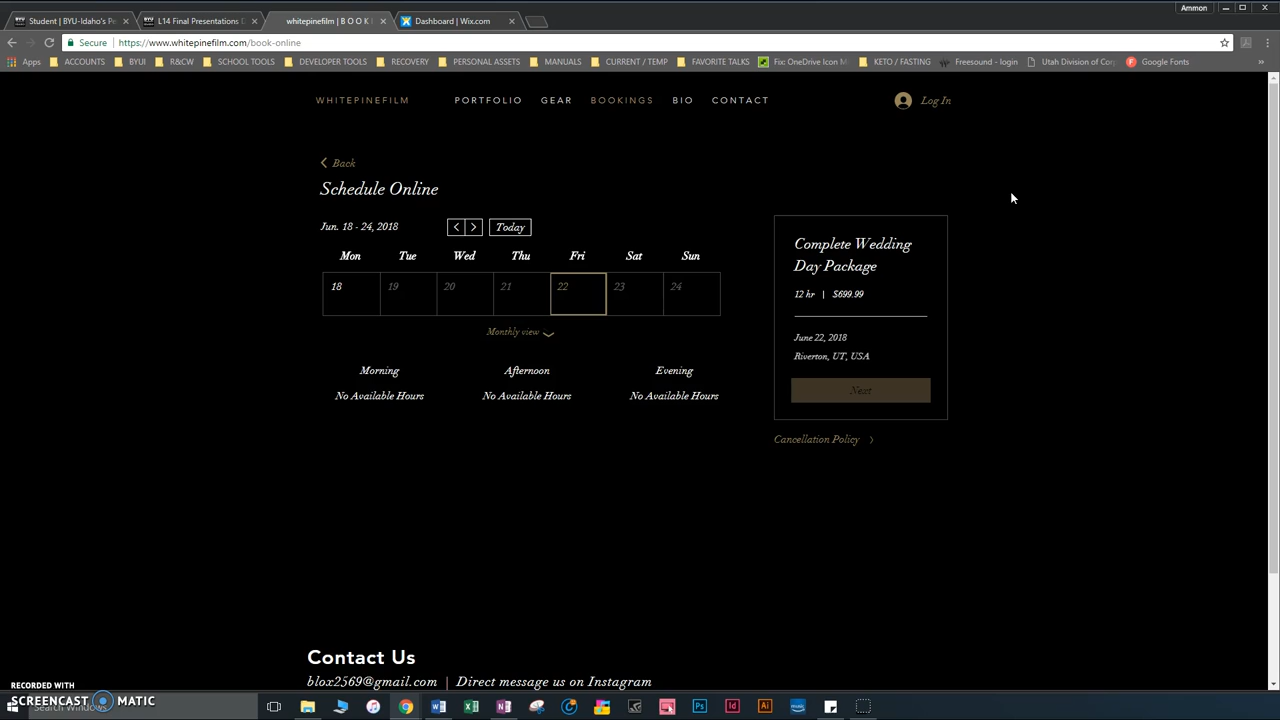 Ammon
Student | BYU-Idaho's Pe
L14 Final Presentations D
whitepinefilm | B O O K I
Dashboard | Wix.com
Secure
https://www.whitepinefilm.com/book-online
Apps
ACCOUNTS
BYUI
R&CW
SCHOOL TOOLS
DEVELOPER TOOLS
RECOVERY
PERSONAL ASSETS
MANUALS
CURRENT / TEMP
FAVORITE TALKS
Fix: OneDrive Icon M
KETO / FASTING
Freesound - login
Utah Division of Corp
Google Fonts
WHITEPINEFILM
PORTFOLIO
GEAR
BOOKINGS
BIO
CONTACT
Log In
Back
Schedule Online
Jun. 18 - 24, 2018
Today
Mon Tue Wed Thu Fri Sat Sun
18 19 20 21 22 23 24
Monthly view
Morning
Afternoon
Evening
No Available Hours
No Available Hours
No Available Hours
Complete Wedding
Day Package
12 hr | $699.99
June 22, 2018
Riverton, UT, USA
Next
Cancellation Policy
Contact Us
blox2569@gmail.com | Direct message us on Instagram
RECORDED WITH
SCREENCAST MATIC
Search Windows